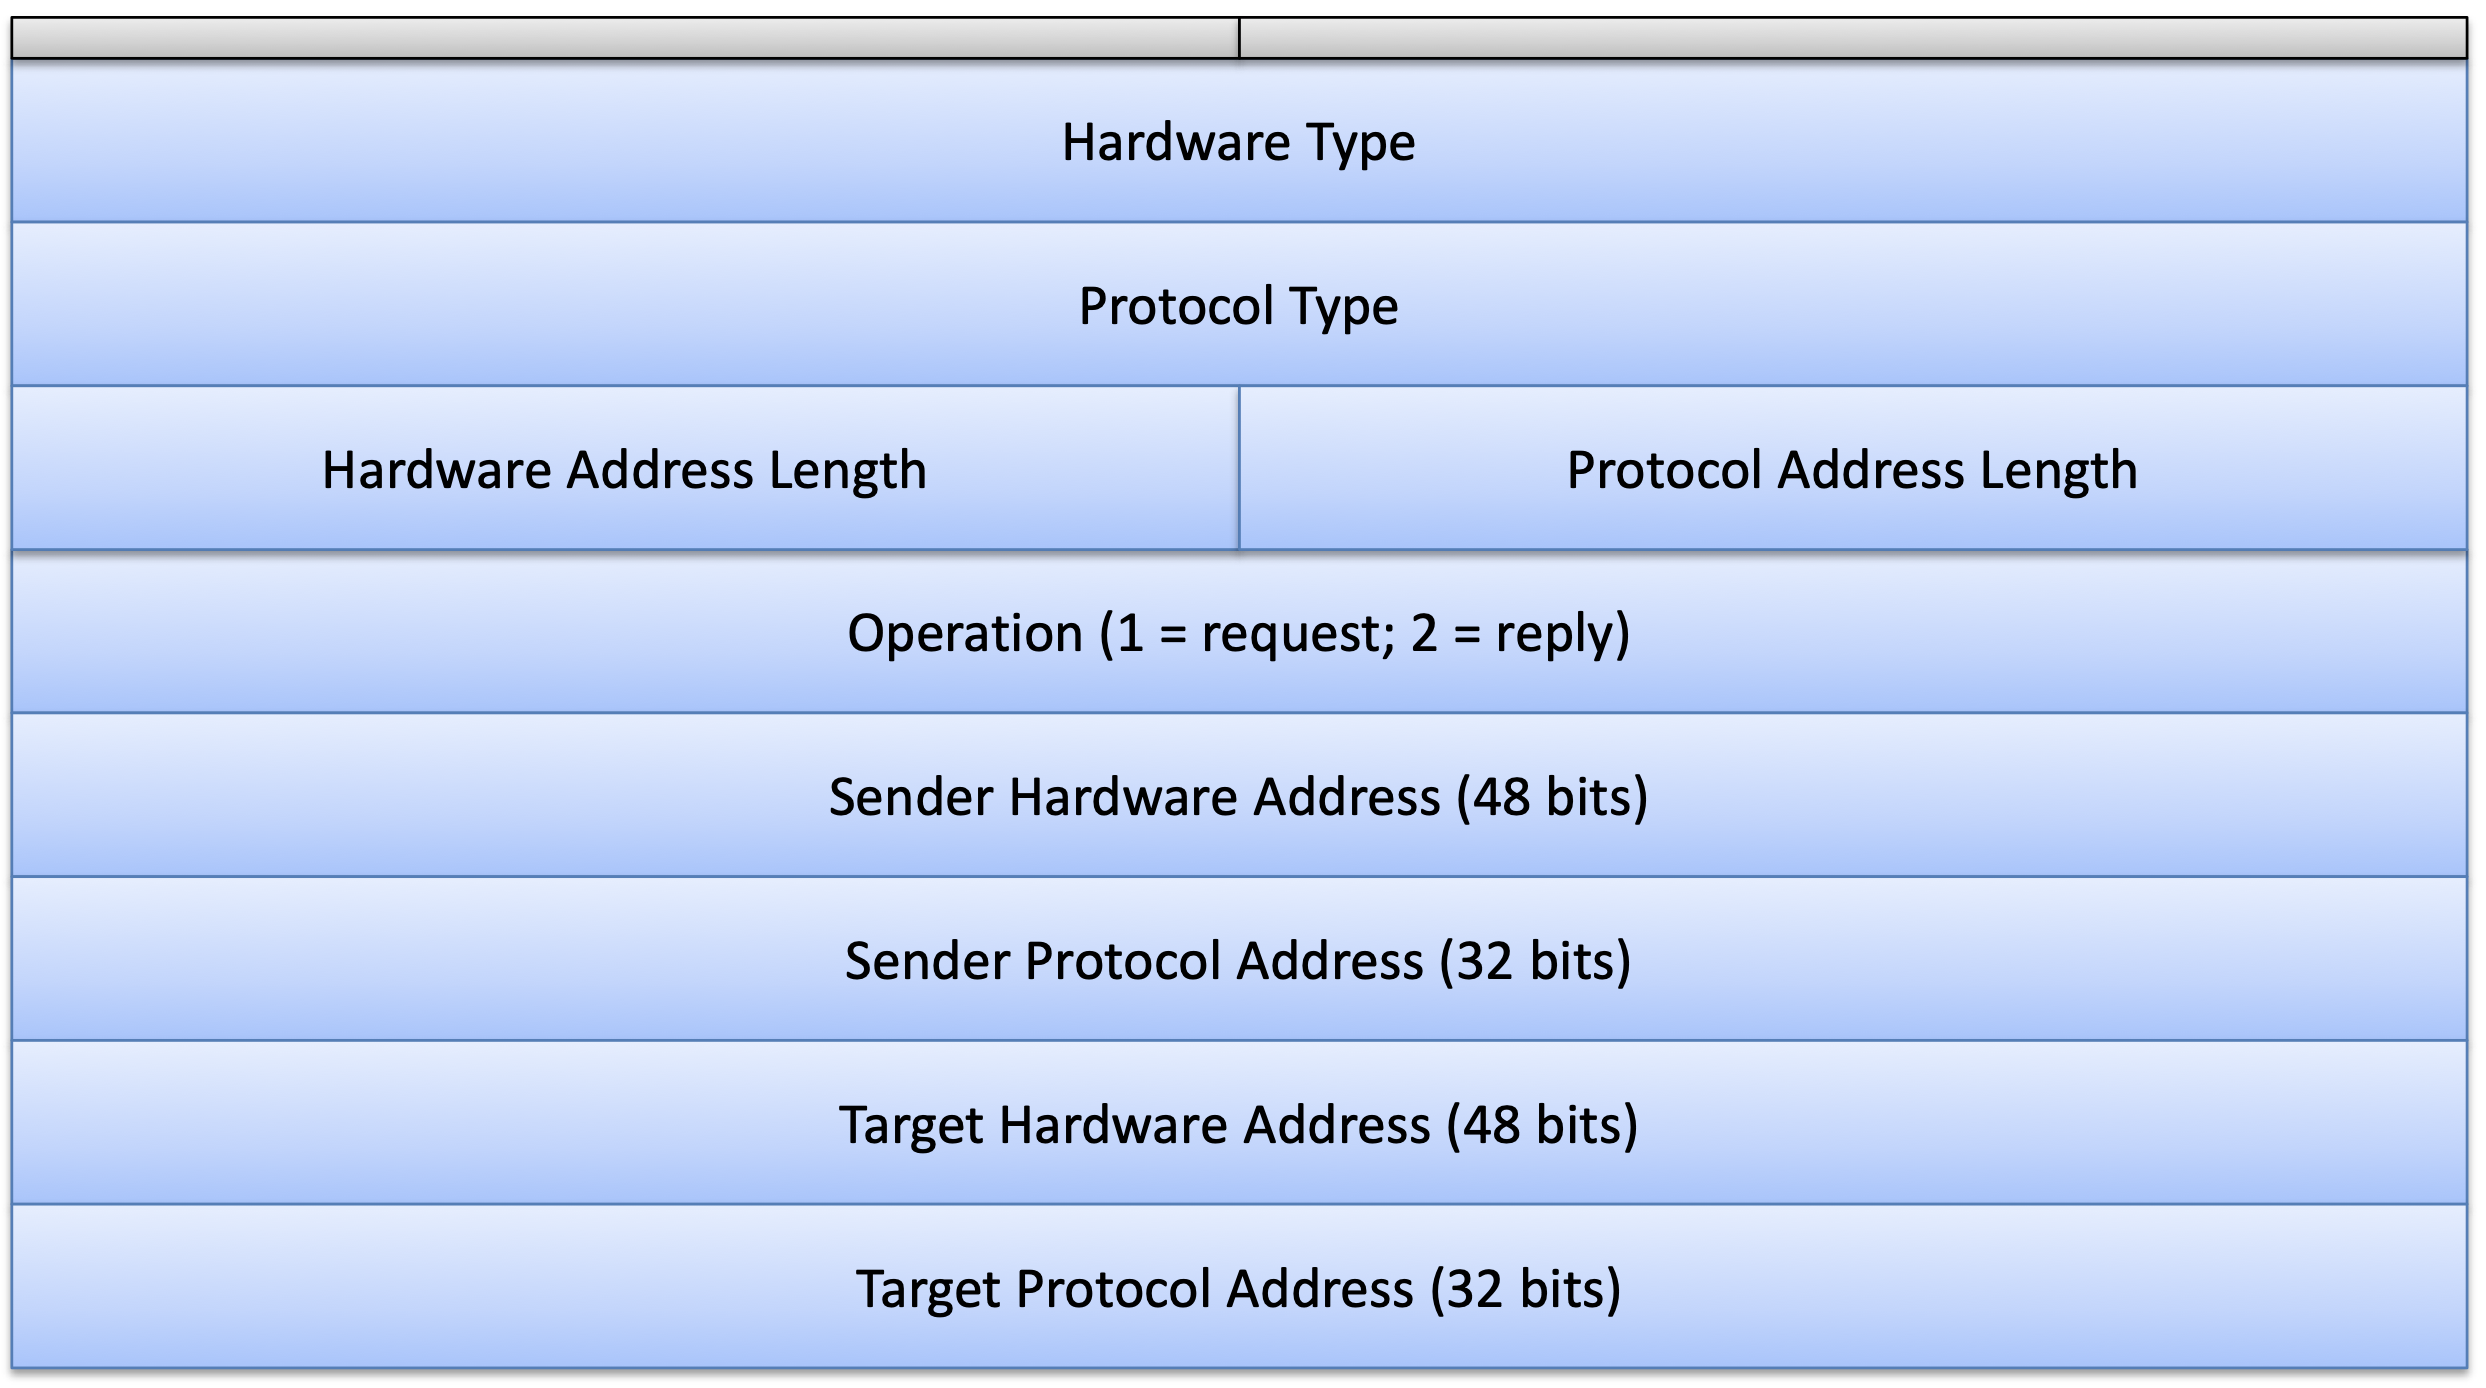 Hardware Type
Protocol Type
Hardware Address Length
Protocol Address Length
Operation (1 = request; 2 = reply)
Sender Hardware Address (48 bits)
Sender Protocol Address (32 bits)
Target Hardware Address (48 bits)
Target Protocol Address (32 bits)